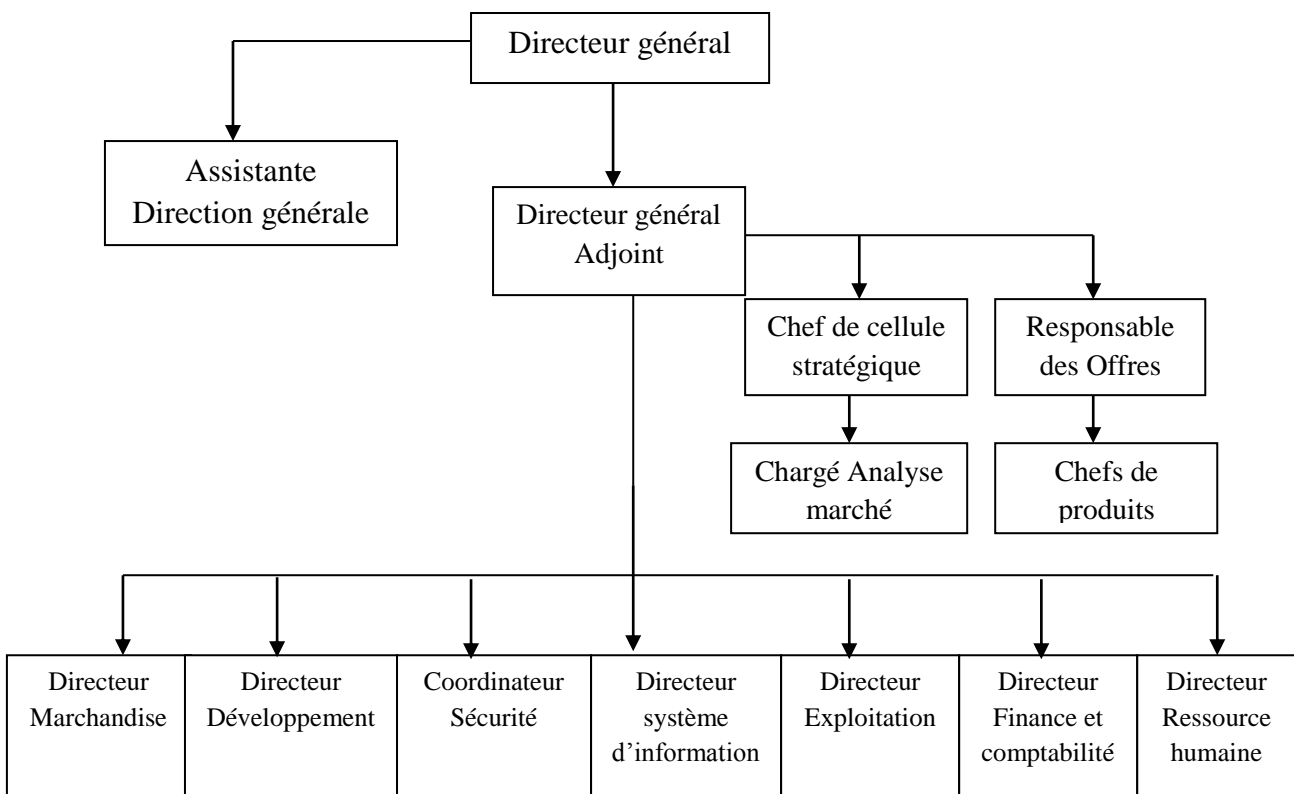 Directeur général
Assistante
Direction générale
Directeur général
Adjoint
Chef de cellule
stratégique
Responsable
des Offres
Chargé Analyse
marché
Chefs de
produits
Directeur
Marchandise
Directeur
Développement
Coordinateur
Sécurité
Directeur
système
d’information
Directeur
Exploitation
Directeur
Finance et
comptabilité
Directeur
Ressource
humaine